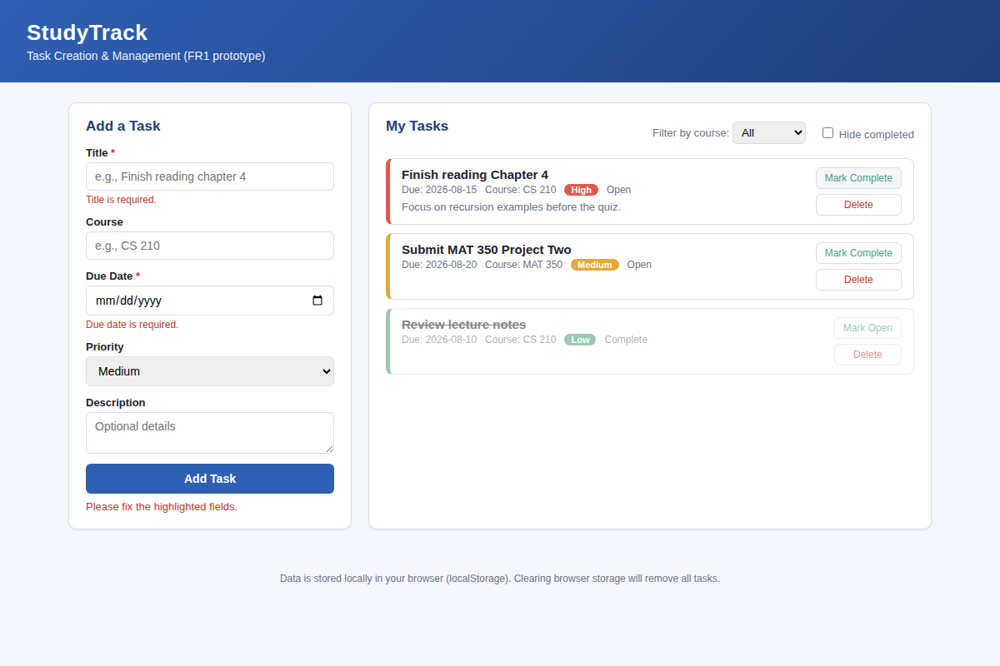 StudyTrack
Task Creation & Management (FR1 prototype)
Add a Task
Title *
e.g., Finish reading chapter 4
Title is required.
Course
e.g., CS 210
Due Date *
mm/dd/yyyy
Due date is required.
Priority
Medium
Description
Optional details
Add Task
Please fix the highlighted fields.
My Tasks
Filter by course: All Hide completed
Finish reading Chapter 4
Due: 2026-08-15 Course: CS 210 High Open
Focus on recursion examples before the quiz.
Mark Complete
Delete
Submit MAT 350 Project Two
Due: 2026-08-20 Course: MAT 350 Medium Open
Mark Complete
Delete
Review lecture notes
Due: 2026-08-10 Course: CS 210 Low Complete
Mark Open
Delete
Data is stored locally in your browser (localStorage). Clearing browser storage will remove all tasks.